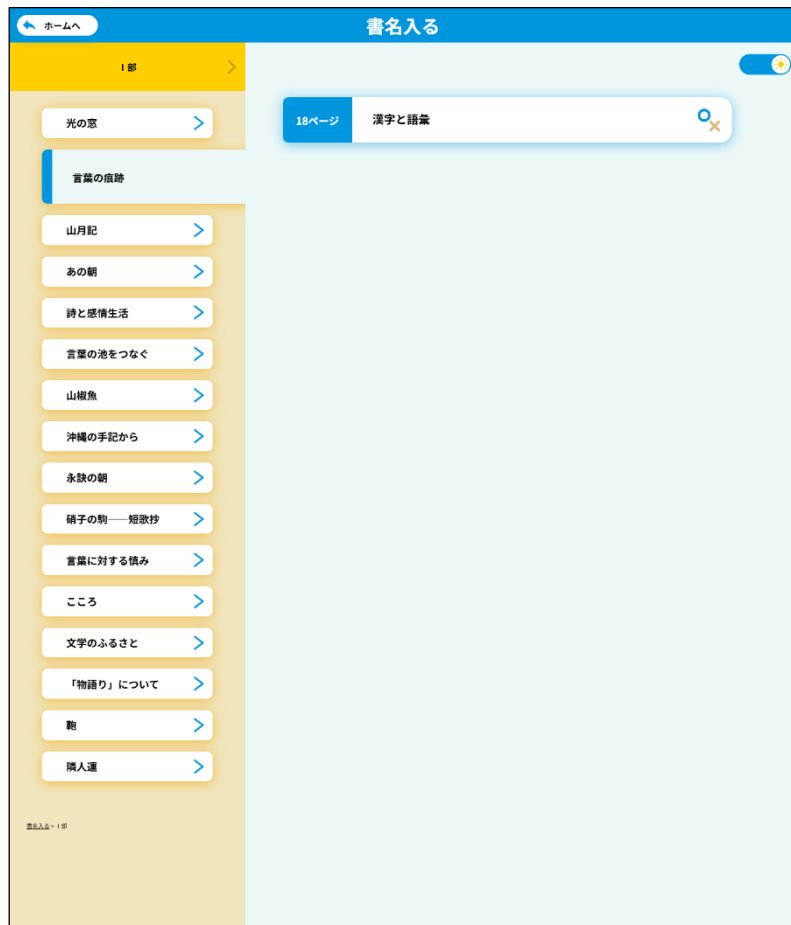 ホームへ
書名入る
I 部
光の窓
言葉の痕跡
山月記
あの朝
詩と感情生活
言葉の池をつなぐ
山椒魚
沖縄の手記から
永訣の朝
硝子の駒──短歌抄
言葉に対する慎み
こころ
文学のふるさと
「物語り」について
鞄
隣人運
書名入る > I 部
18ページ
漢字と語彙